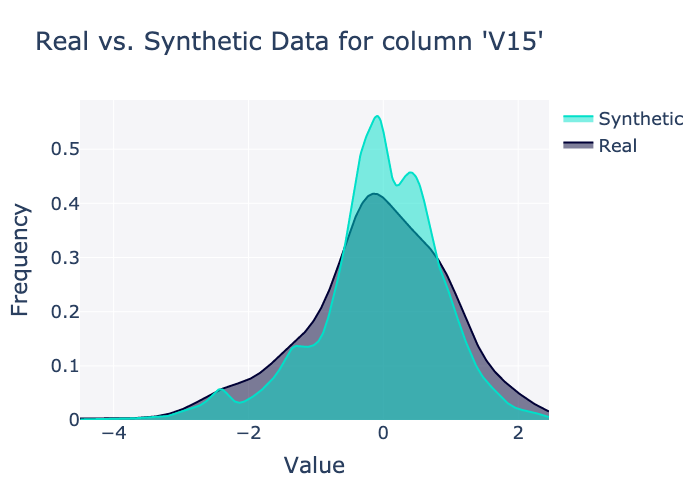 Real vs. Synthetic Data for column 'V15'
Synthetic
Real
Frequency
0.5
0.4
0.3
0.2
0.1
0
−4
−2
0
2
Value